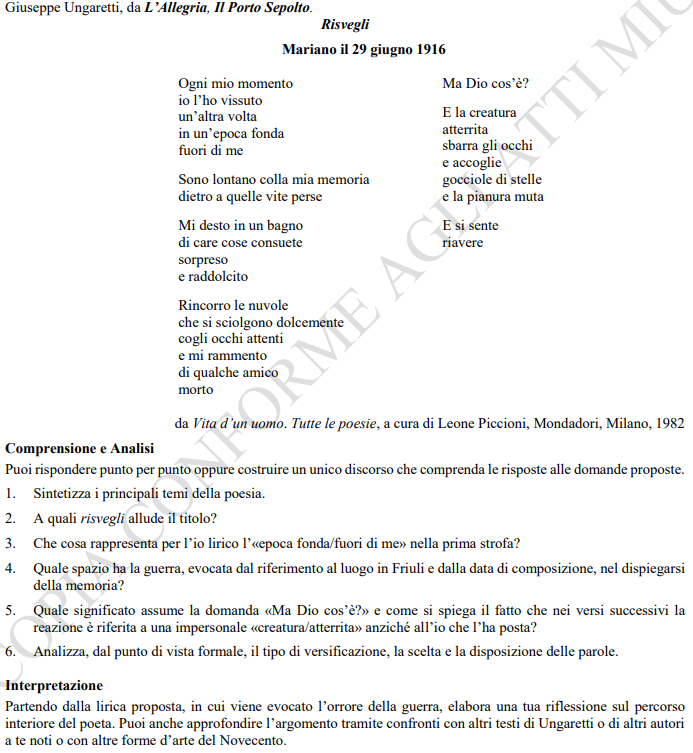 Giuseppe Ungaretti, da L'Allegria, Il Porto Sepolto.
Risvegli
Mariano il 29 giugno 1916
Ogni mio momento
io l'ho vissuto
un'altra volta
in un'epoca fonda
fuori di me
Sono lontano colla mia memoria
dietro a quelle vite perse
Mi desto in un bagno
di care cose consuete
sorpreso
e raddolcito
Rincorro le nuvole
che si sciolgono dolcemente
cogli occhi attenti
e mi rammento
di qualche amico
morto
Ma Dio cos'è?
E la creatura
atterrita
sbarra gli occhi
e accoglie
gocciole di stelle
e la pianura muta
E si sente
riavere
da Vita d'un uomo. Tutte le poesie, a cura di Leone Piccioni, Mondadori, Milano, 1982
Comprensione e Analisi
Puoi rispondere punto per punto oppure costruire un unico discorso che comprenda le risposte alle domande proposte.
1. Sintetizza i principali temi della poesia.
2. A quali risvegli allude il titolo?
3. Che cosa rappresenta per l'io lirico l'«epoca fonda/fuori di me» nella prima strofa?
4. Quale spazio ha la guerra, evocata dal riferimento al luogo in Friuli e dalla data di composizione, nel dispiegarsi
della memoria?
5. Quale significato assume la domanda «Ma Dio cos'è?» e come si spiega il fatto che nei versi successivi la
reazione è riferita a una impersonale «creatura/atterrita» anziché all'io che l'ha posta?
6. Analizza, dal punto di vista formale, il tipo di versificazione, la scelta e la disposizione delle parole.
Interpretazione
Partendo dalla lirica proposta, in cui viene evocato l'orrore della guerra, elabora una tua riflessione sul percorso
interiore del poeta. Puoi anche approfondire l'argomento tramite confronti con altri testi di Ungaretti o di altri autori
a te noti o con altre forme d'arte del Novecento.
COPIA CONFORME AGLI ATTI MIU